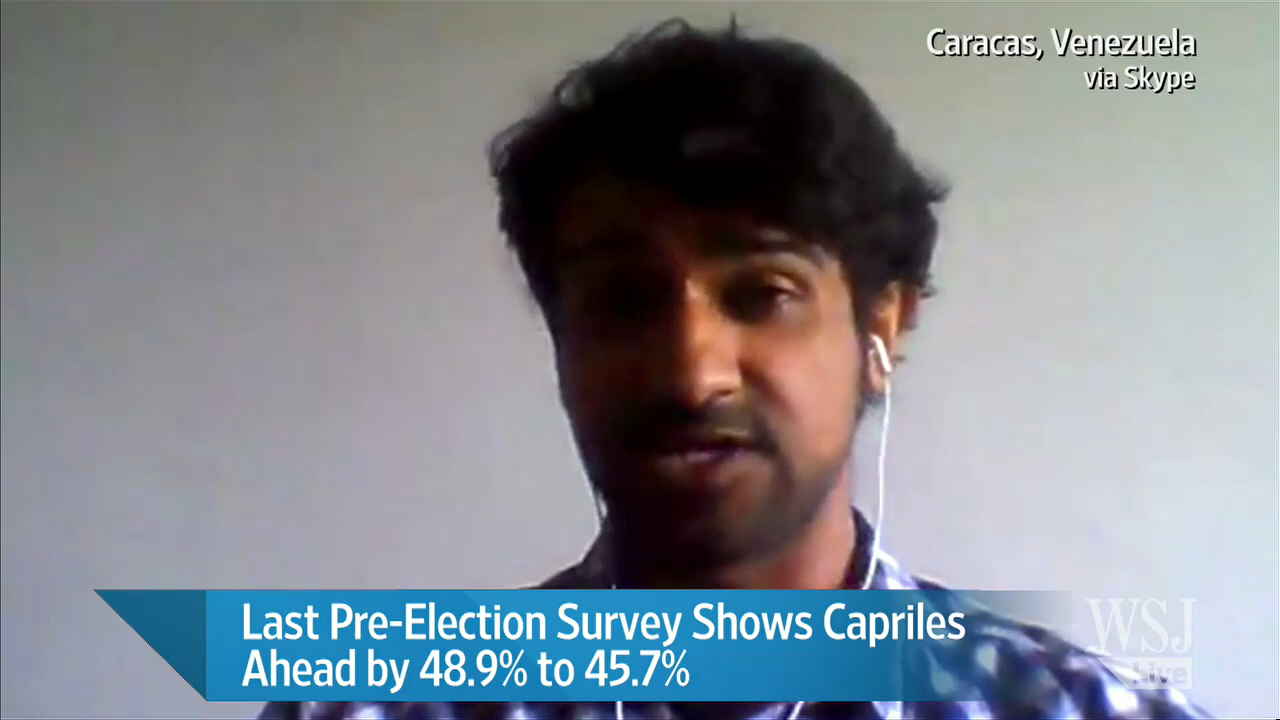 Caracas, Venezuela
via Skype
Last Pre-Election Survey Shows Capriles
Ahead by 48.9% to 45.7%
WSJ
Live